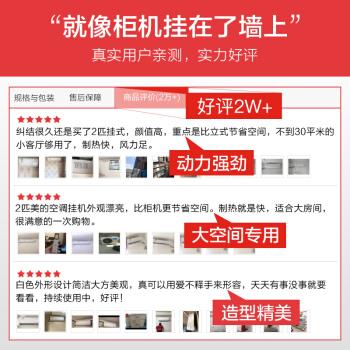 “就像柜机挂在了墙上”
真实用户亲测，实力好评
规格与包装 售后保障 商品评价(2万+)
好评2W+
纠结很久还是买了2匹挂式，颜值高，重点是比立式节省空间，不到30平米的
小客厅够用了，制热快，风力足。
动力强劲
2匹美的空调挂机外观漂亮，比柜机更节省空间。制热就是快，适合大房间，
很满意的一次购物。
大空间专用
白色外形设计简洁大方美观，真可以用爱不释手来形容，天天有事没事就要
看看，持续使用中，好评！
造型精美